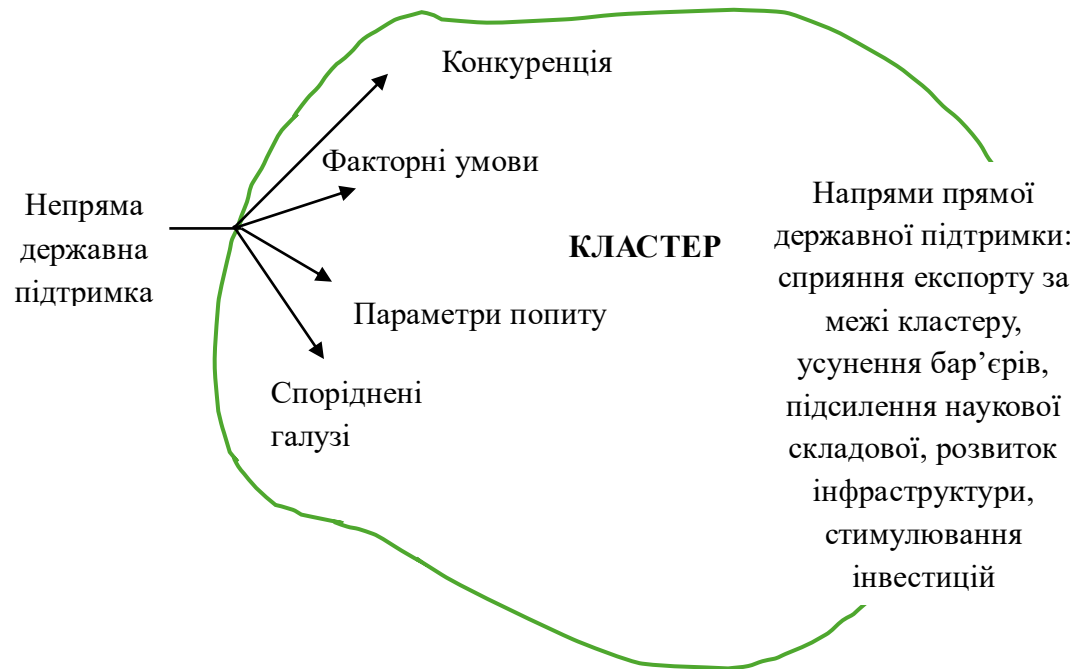 Непряма
державна
підтримка
Конкуренція
Факторні умови
Параметри попиту
Споріднені
галузі
КЛАСТЕР
Напрями прямої
державної підтримки:
сприяння експорту за
межі кластеру,
усунення бар’єрів,
підсилення наукової
складової, розвиток
інфраструктури,
стимулювання
інвестицій